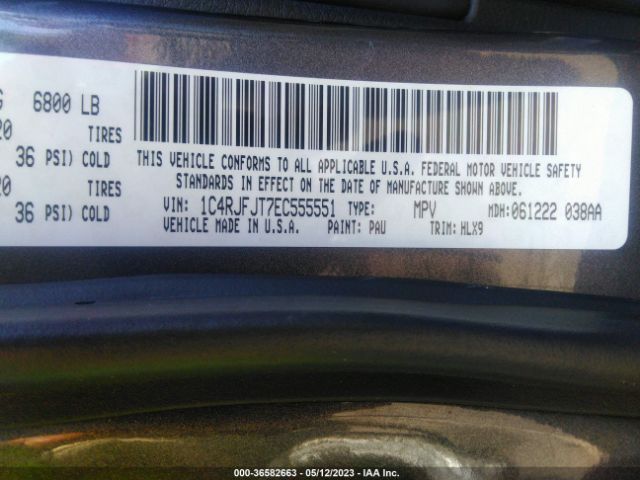 G 6800 LB
20 TIRES
36 PSI) COLD
20 TIRES
36 PSI) COLD
THIS VEHICLE CONFORMS TO ALL APPLICABLE U.S.A. FEDERAL MOTOR VEHICLE SAFETY
STANDARDS IN EFFECT ON THE DATE OF MANUFACTURE SHOWN ABOVE.
VIN: 1C4RJFJT7EC555551 TYPE: MPV MDH:061222 038AA
VEHICLE MADE IN U.S.A. PAINT: PAU TRIM: HLX9
000-36582663 - 05/12/2023 - IAA Inc.